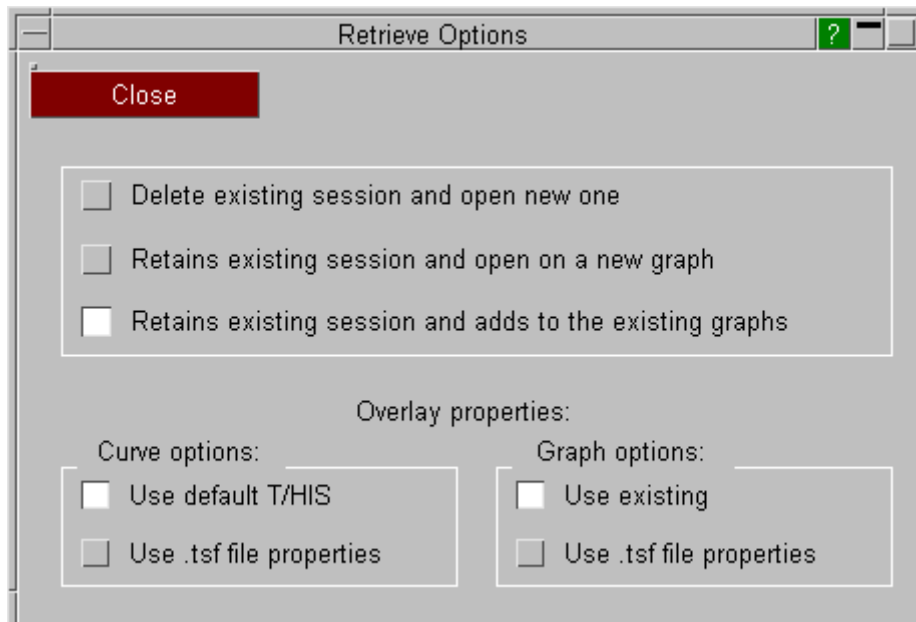 Retrieve Options
?
Close
Delete existing session and open new one
Retains existing session and open on a new graph
Retains existing session and adds to the existing graphs
Overlay properties:
Curve options:
Graph options:
Use default T/HIS
Use existing
Use .tsf file properties
Use .tsf file properties